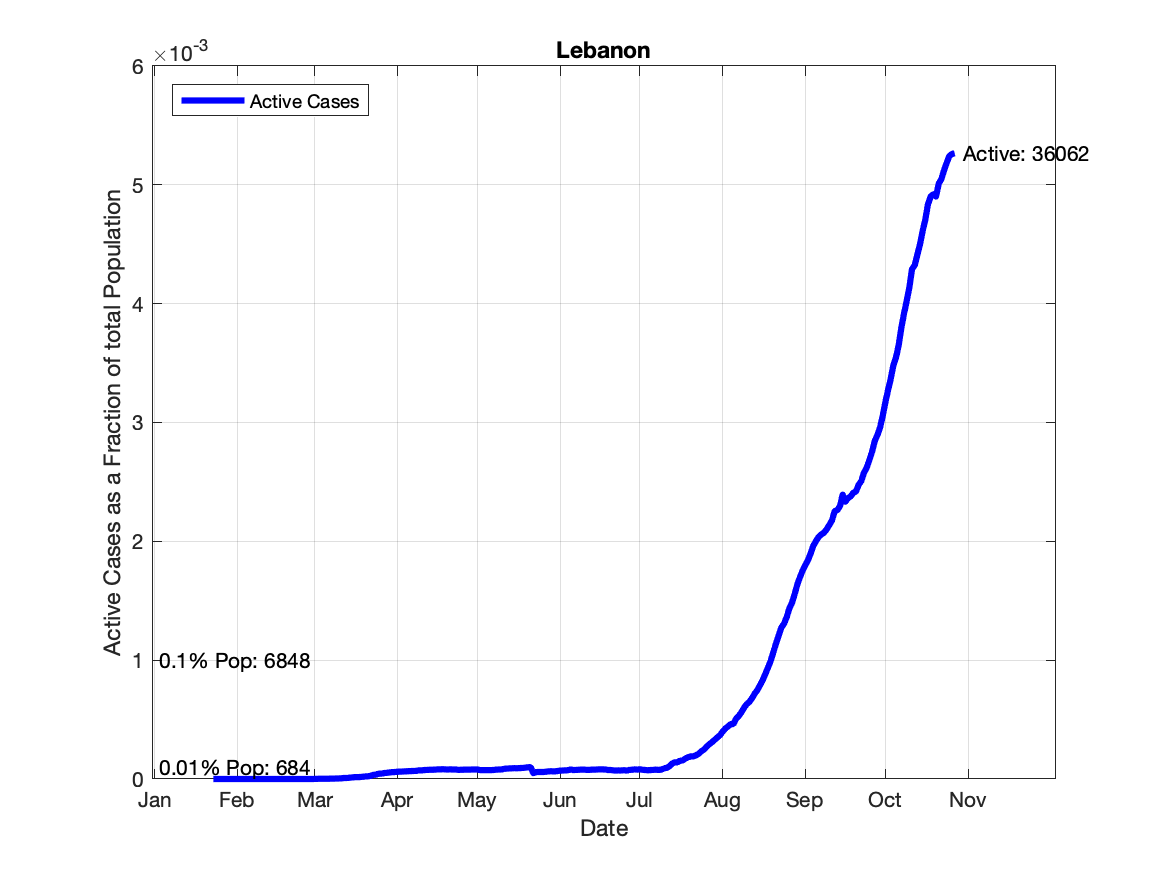 Lebanon
×10-3
6
5
4
3
2
1
0
Active Cases
Active: 36062
0.1% Pop: 6848
0.01% Pop: 684
Active Cases as a Fraction of total Population
Jan Feb Mar Apr May Jun Jul Aug Sep Oct Nov
Date